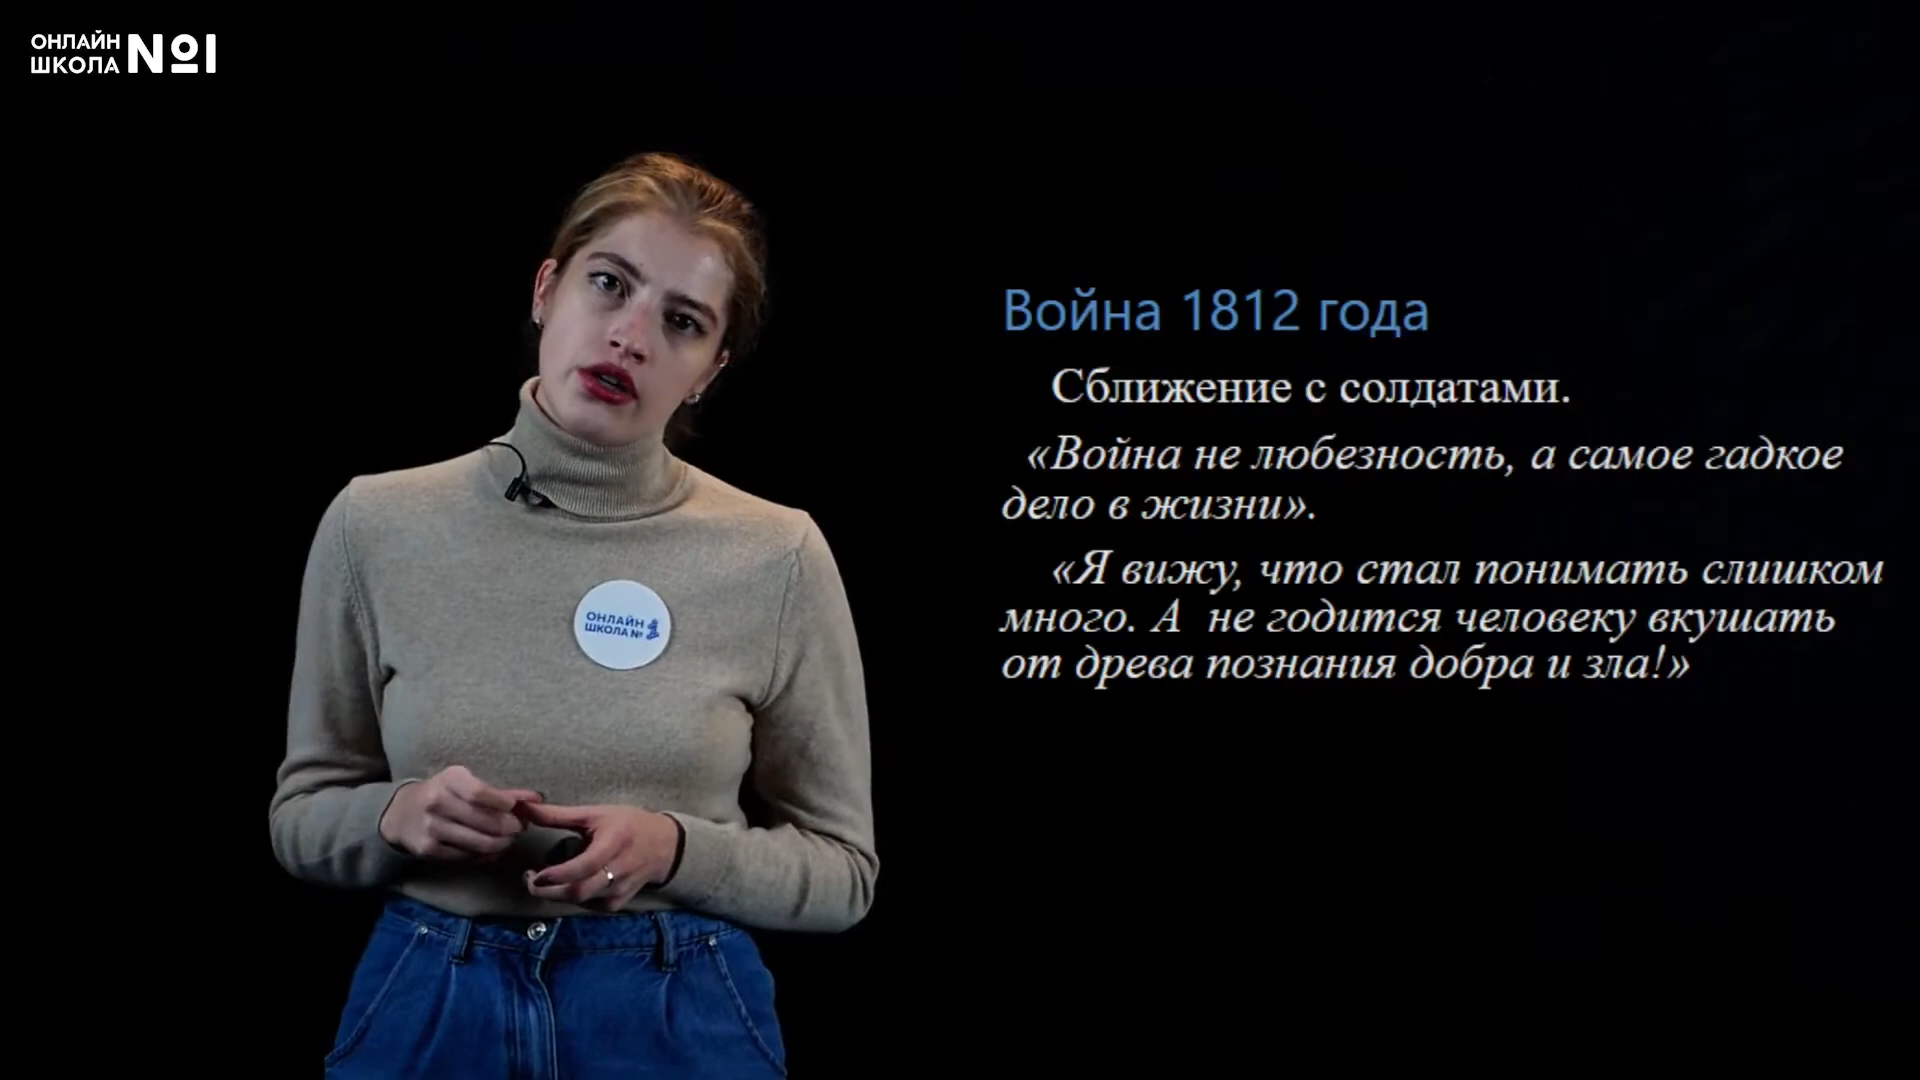 ОНЛАЙН
ШКОЛА №1
Война 1812 года
Сближение с солдатами.
«Война не любезность, а самое гадкое
дело в жизни».
«Я вижу, что стал понимать слишком
много. А не годится человеку вкушать
от древа познания добра и зла!»
ОНЛАЙН
ШКОЛА №1